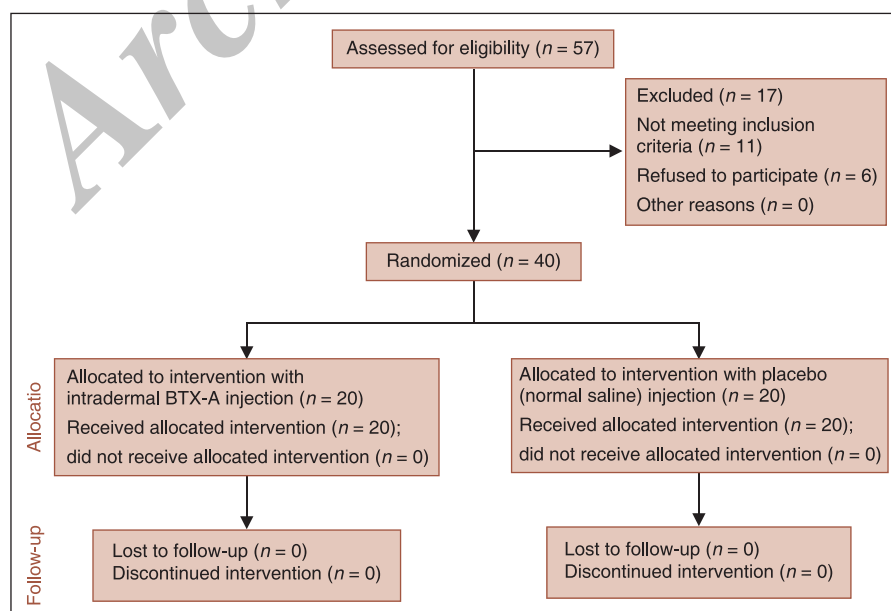 Arc
Assessed for eligibility (n = 57)
Excluded (n = 17)
Not meeting inclusion
criteria (n = 11)
Refused to participate (n = 6)
Other reasons (n = 0)
Randomized (n = 40)
Allocatio
Allocated to intervention with
intradermal BTX-A injection (n = 20)
Received allocated intervention (n = 20);
did not receive allocated intervention (n = 0)
Allocated to intervention with placebo
(normal saline) injection (n = 20)
Received allocated intervention (n = 20);
did not receive allocated intervention (n = 0)
Follow-up
Lost to follow-up (n = 0)
Discontinued intervention (n = 0)
Lost to follow-up (n = 0)
Discontinued intervention (n = 0)